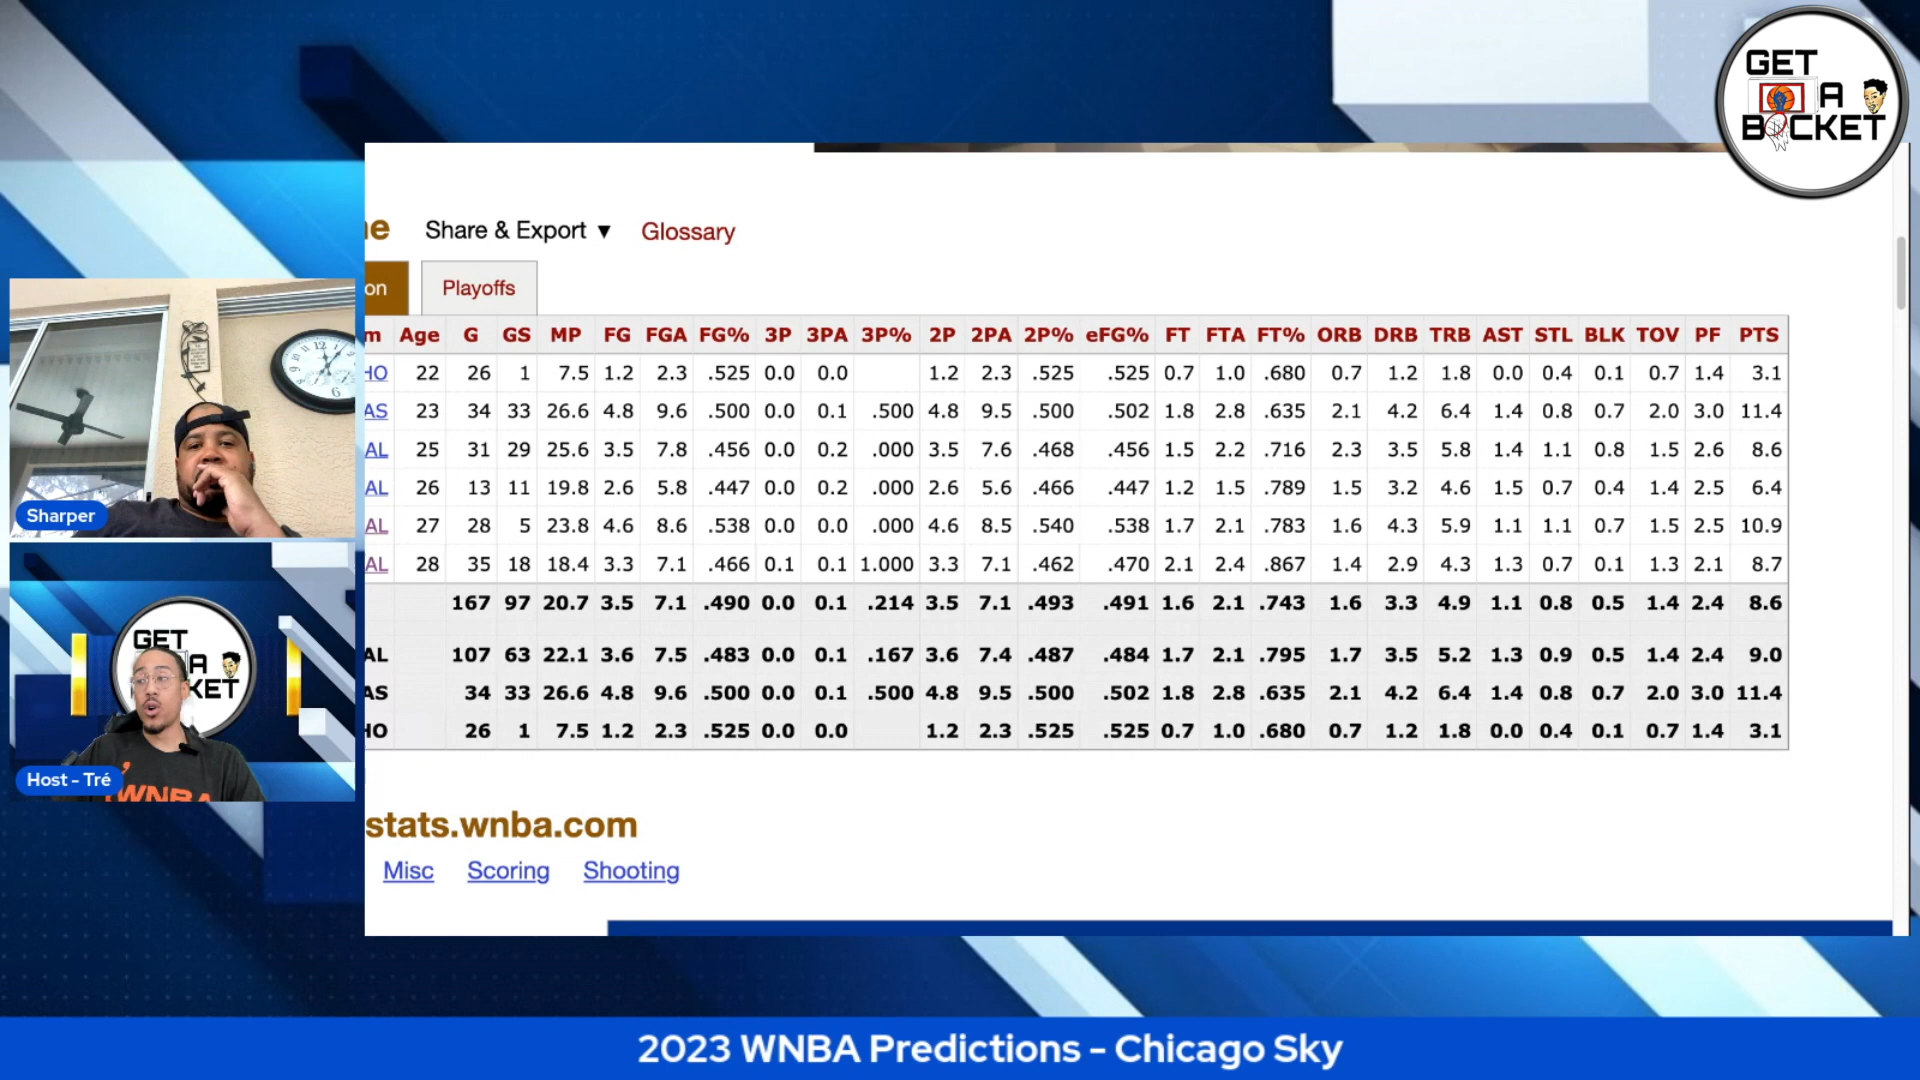 GET
A
BUCKET
ne Share & Export ▼ Glossary
on Playoffs
m Age G GS MP FG FGA FG% 3P 3PA 3P% 2P 2PA 2P% eFG% FT FTA FT% ORB DRB TRB AST STL BLK TOV PF PTS
HO 22 26 1 7.5 1.2 2.3 .525 0.0 0.0 1.2 2.3 .525 .525 0.7 1.0 .680 0.7 1.2 1.8 0.0 0.4 0.1 0.7 1.4 3.1
AS 23 34 33 26.6 4.8 9.6 .500 0.0 0.1 .500 4.8 9.5 .500 .502 1.8 2.8 .635 2.1 4.2 6.4 1.4 0.8 0.7 2.0 3.0 11.4
AL 25 31 29 25.6 3.5 7.8 .456 0.0 0.2 .000 3.5 7.6 .468 .456 1.5 2.2 .716 2.3 3.5 5.8 1.4 1.1 0.8 1.5 2.6 8.6
AL 26 13 11 19.8 2.6 5.8 .447 0.0 0.2 .000 2.6 5.6 .466 .447 1.2 1.5 .789 1.5 3.2 4.6 1.5 0.7 0.4 1.4 2.5 6.4
AL 27 28 5 23.8 4.6 8.6 .538 0.0 0.0 .000 4.6 8.5 .540 .538 1.7 2.1 .783 1.6 4.3 5.9 1.1 1.1 0.7 1.5 2.5 10.9
AL 28 35 18 18.4 3.3 7.1 .466 0.1 0.1 1.000 3.3 7.1 .462 .470 2.1 2.4 .867 1.4 2.9 4.3 1.3 0.7 0.1 1.3 2.1 8.7
167 97 20.7 3.5 7.1 .490 0.0 0.1 .214 3.5 7.1 .493 .491 1.6 2.1 .743 1.6 3.3 4.9 1.1 0.8 0.5 1.4 2.4 8.6
AL 107 63 22.1 3.6 7.5 .483 0.0 0.1 .167 3.6 7.4 .487 .484 1.7 2.1 .795 1.7 3.5 5.2 1.3 0.9 0.5 1.4 2.4 9.0
AS 34 33 26.6 4.8 9.6 .500 0.0 0.1 .500 4.8 9.5 .500 .502 1.8 2.8 .635 2.1 4.2 6.4 1.4 0.8 0.7 2.0 3.0 11.4
HO 26 1 7.5 1.2 2.3 .525 0.0 0.0 1.2 2.3 .525 .525 0.7 1.0 .680 0.7 1.2 1.8 0.0 0.4 0.1 0.7 1.4 3.1
stats.wnba.com
Misc Scoring Shooting
Sharper
GET
A
KET
Host - Tré
WNBA
2023 WNBA Predictions - Chicago Sky